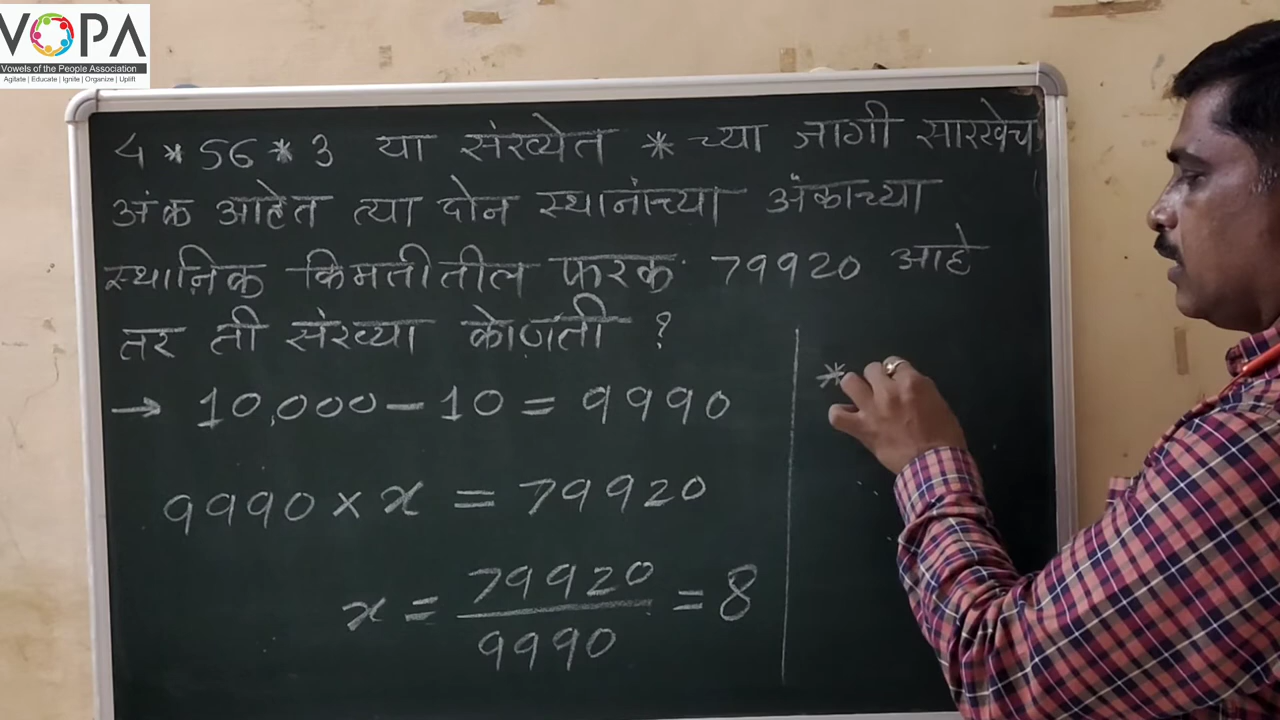 VOPA
Vowels of the People Association
Agitate | Educate | Ignite | Organize | Uplift
4 * 56 * 3 या संख्येत * च्या जागी सारखेच
अंक आहेत त्या दोन स्थानांच्या अंकाच्या
स्थानिक किमतीतील फरक 79920 आहे
तर ती संख्या कोणती ?
→ 10,000 - 10 = 9990
9990 × x = 79920
x = 79920 / 9990 = 8
*